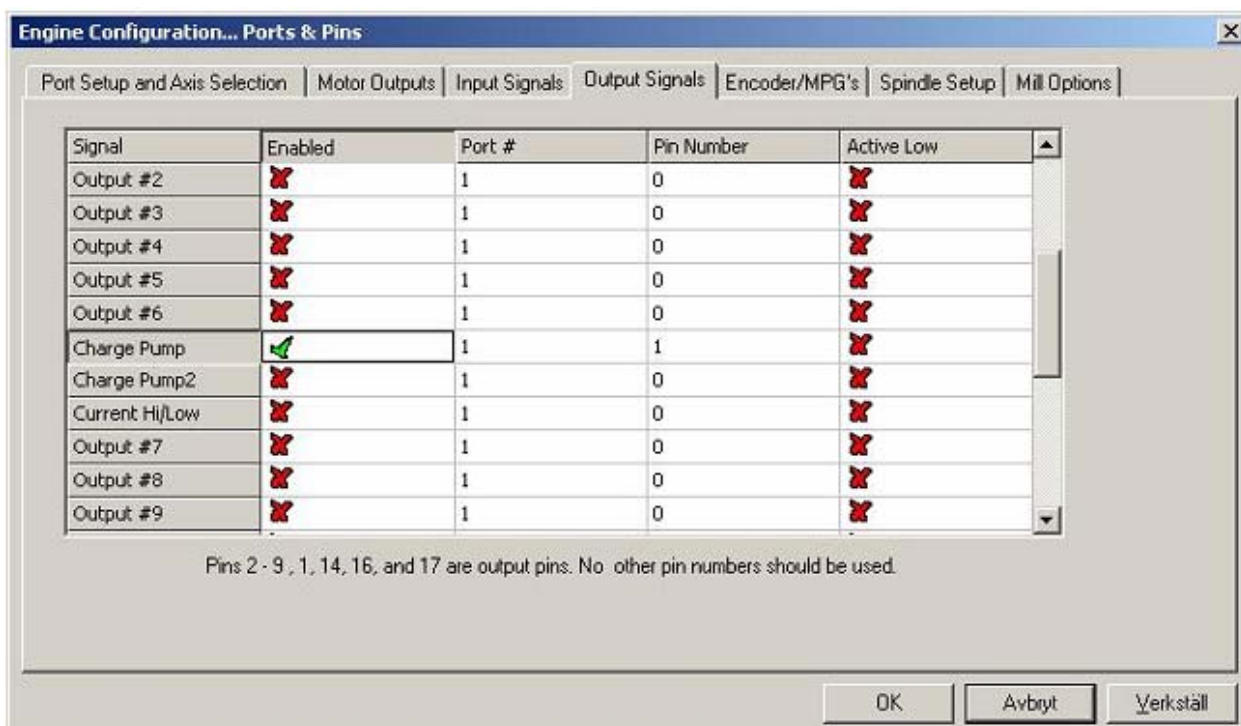 Engine Configuration... Ports & Pins
Port Setup and Axis Selection Motor Outputs Input Signals Output Signals Encoder/MPG's Spindle Setup Mill Options
Signal Enabled Port # Pin Number Active Low
Output #2 1 0
Output #3 1 0
Output #4 1 0
Output #5 1 0
Output #6 1 0
Charge Pump 1 1
Charge Pump2 1 0
Current Hi/Low 1 0
Output #7 1 0
Output #8 1 0
Output #9 1 0
Pins 2 - 9 , 1, 14, 16, and 17 are output pins. No other pin numbers should be used.
OK Avbryt Verkställ